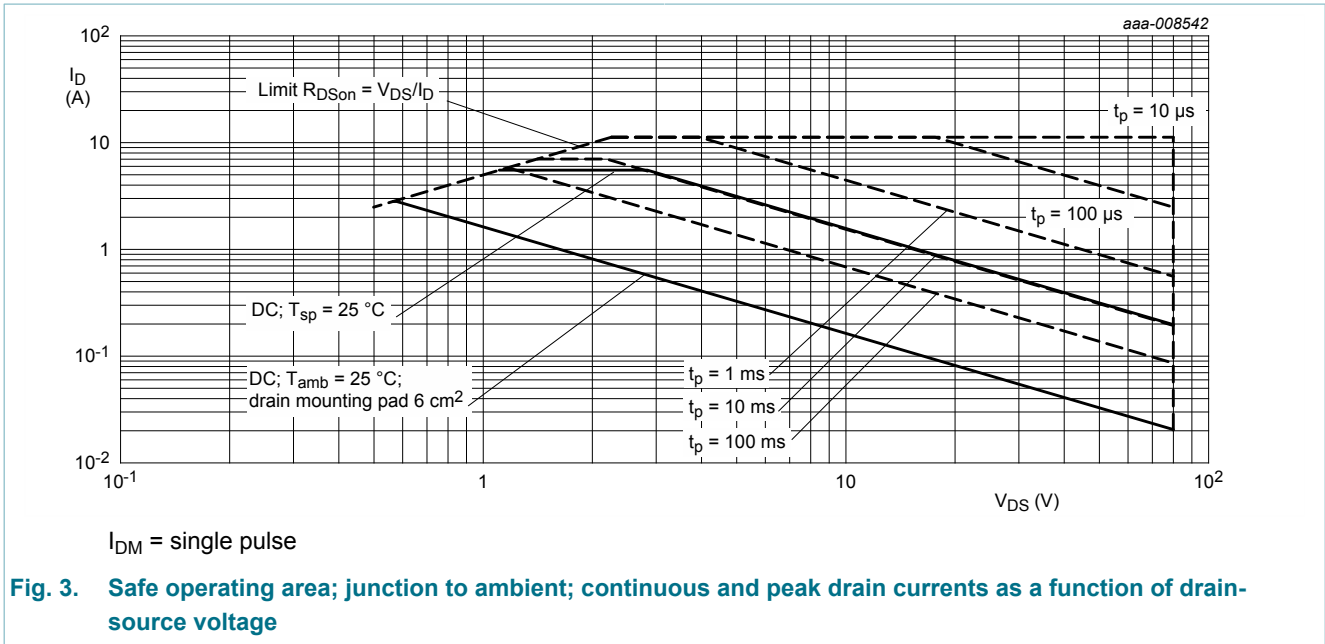 aaa-008542
10²
I_D
(A)
Limit R_DSon = V_DS/I_D
t_p = 10 µs
10
t_p = 100 µs
1
DC; T_sp = 25 °C
10⁻¹
DC; T_amb = 25 °C;
drain mounting pad 6 cm²
t_p = 1 ms
t_p = 10 ms
t_p = 100 ms
10⁻²
10⁻¹
1
10
10²
V_DS (V)
I_DM = single pulse
Fig. 3. Safe operating area; junction to ambient; continuous and peak drain currents as a function of drain-
source voltage